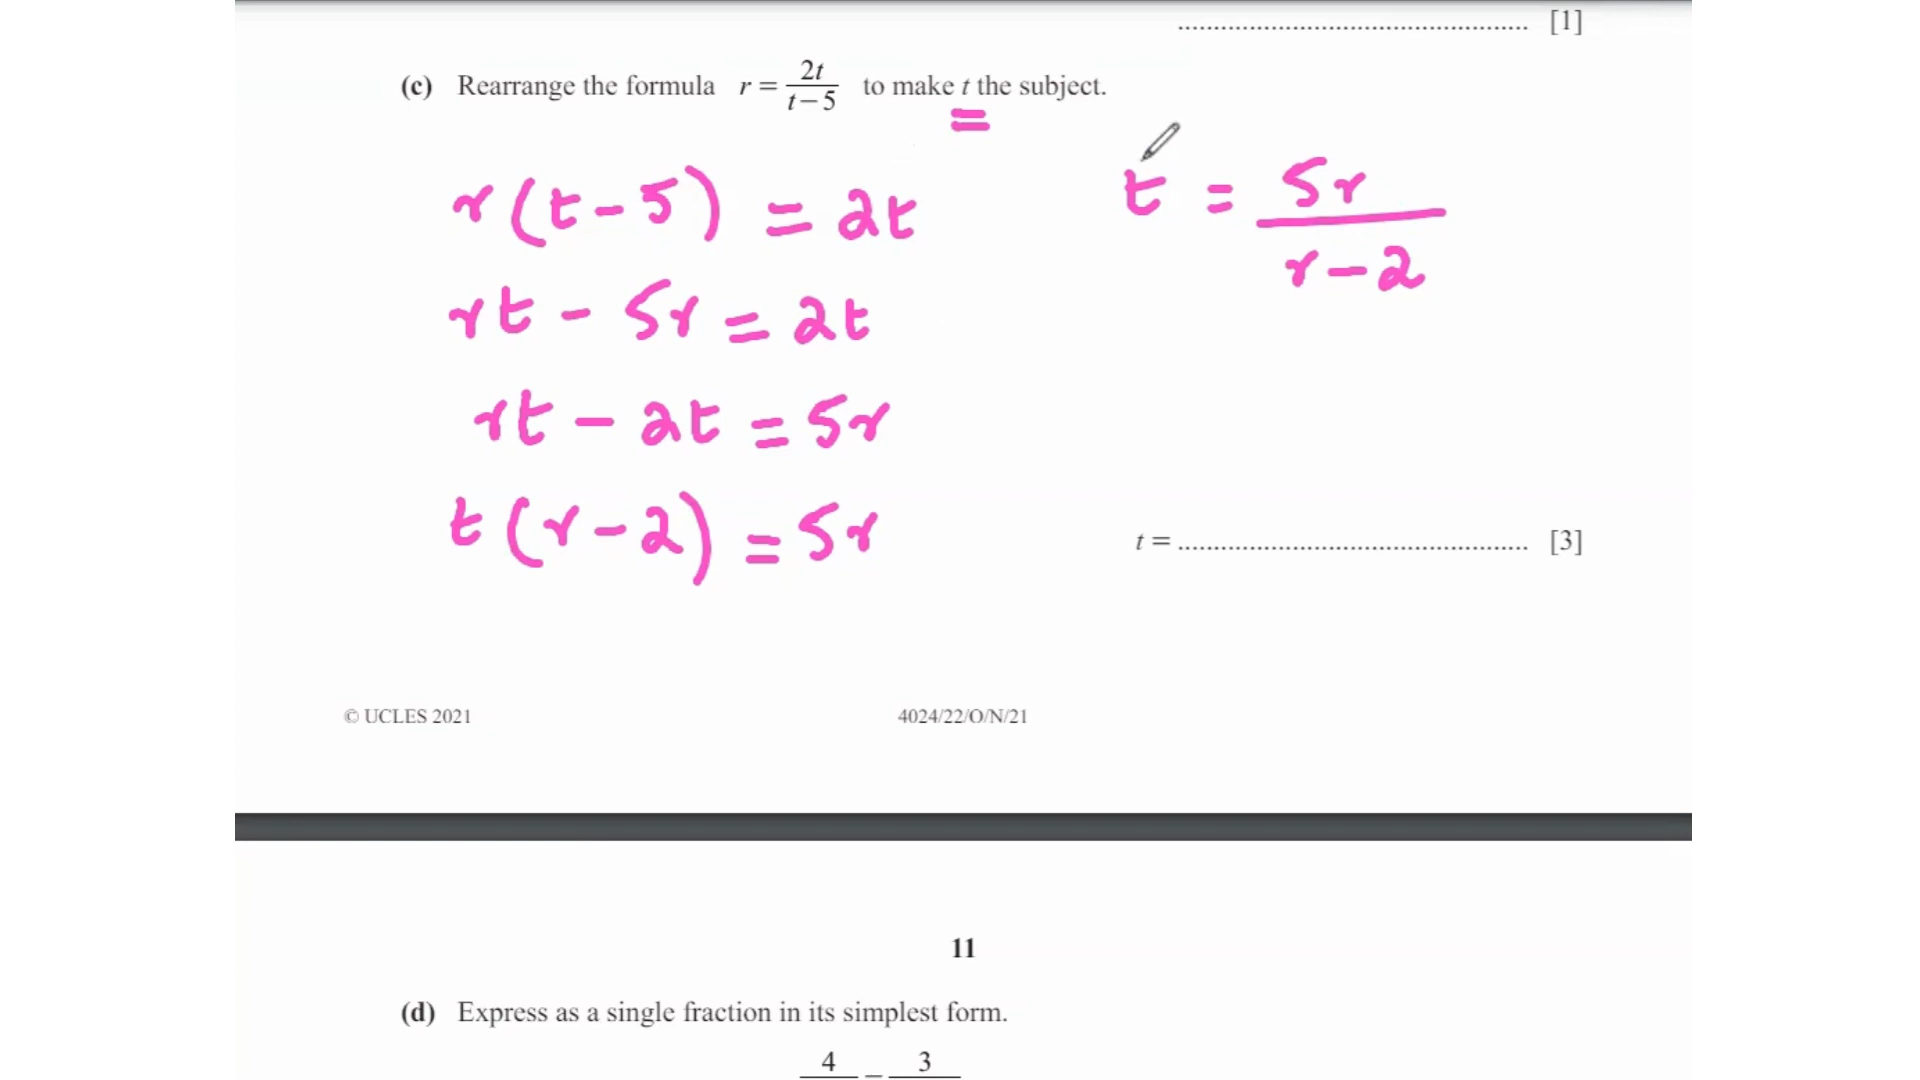 [1]
(c) Rearrange the formula r = 2t/(t − 5) to make t the subject.
r(t − 5) = 2t
rt − 5r = 2t
rt − 2t = 5r
t(r − 2) = 5r
t = 5r/(r − 2)
t = .................................................. [3]
© UCLES 2021
4024/22/O/N/21
11
(d) Express as a single fraction in its simplest form.
4 − 3